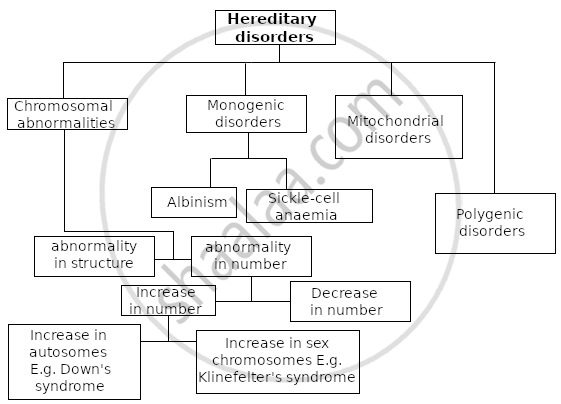 Hereditary
disorders
Chromosomal
abnormalities
Monogenic
disorders
Mitochondrial
disorders
Albinism
Sickle-cell
anaemia
Polygenic
disorders
abnormality
in structure
abnormality
in number
Increase
in number
Decrease
in number
Increase in
autosomes
E.g. Down's
syndrome
Increase in sex
chromosomes E.g.
Klinefelter's syndrome
shaalaa.com